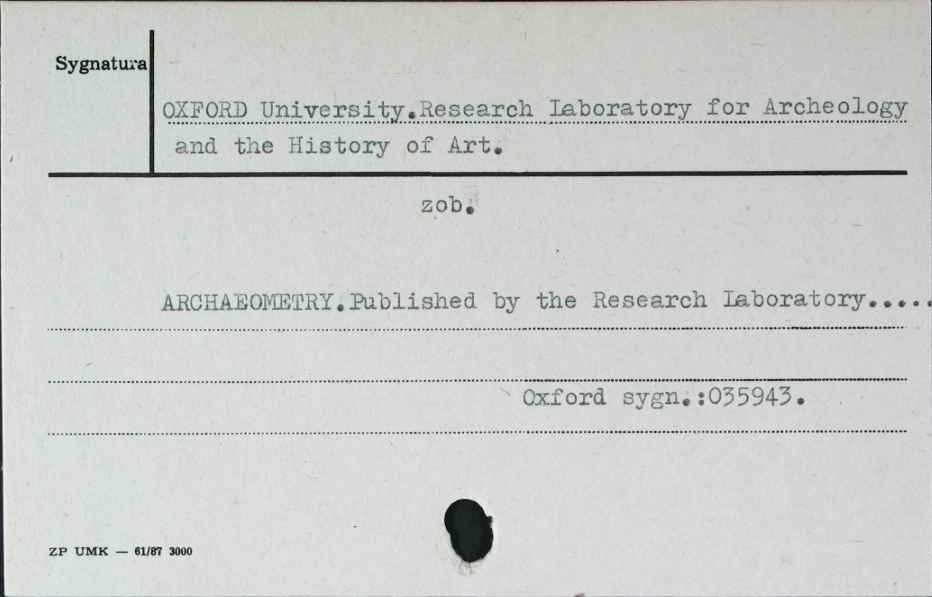 Sygnatura
OXFORD University.Research Laboratory for Archeology
and the History of Art.
zob.
ARCHAEOMETRY.Published by the Research Laboratory.....
Oxford sygn.:035943.
ZP UMK — 61/87 3000